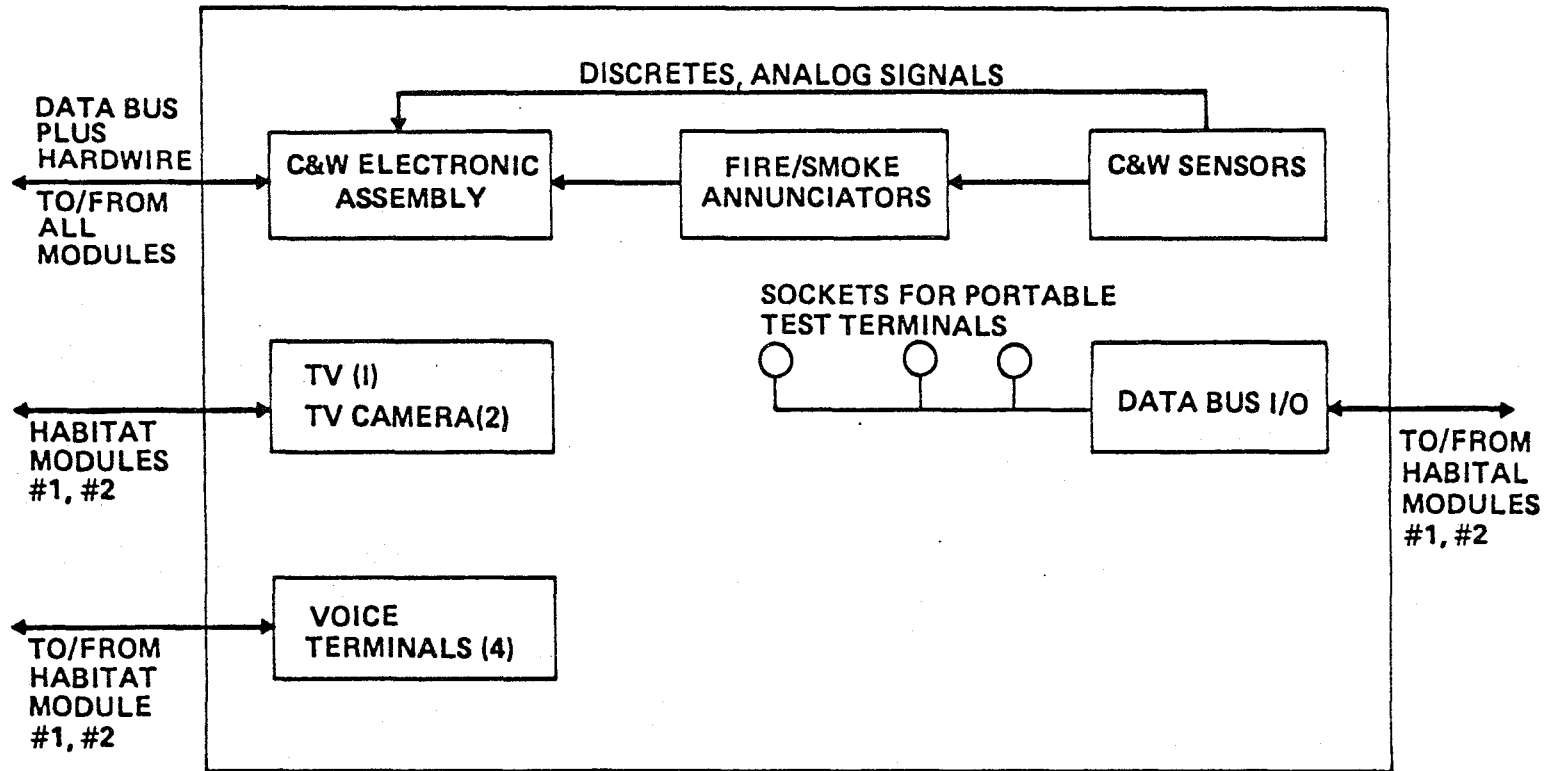 DISCRETES, ANALOG SIGNALS
DATA BUS
PLUS
HARDWIRE
TO/FROM
ALL
MODULES
C&W ELECTRONIC
ASSEMBLY
FIRE/SMOKE
ANNUNCIATORS
C&W SENSORS
SOCKETS FOR PORTABLE
TEST TERMINALS
TV (I)
TV CAMERA(2)
HABITAT
MODULES
#1, #2
DATA BUS I/O
TO/FROM
HABITAL
MODULES
#1, #2
VOICE
TERMINALS (4)
TO/FROM
HABITAT
MODULE
#1, #2